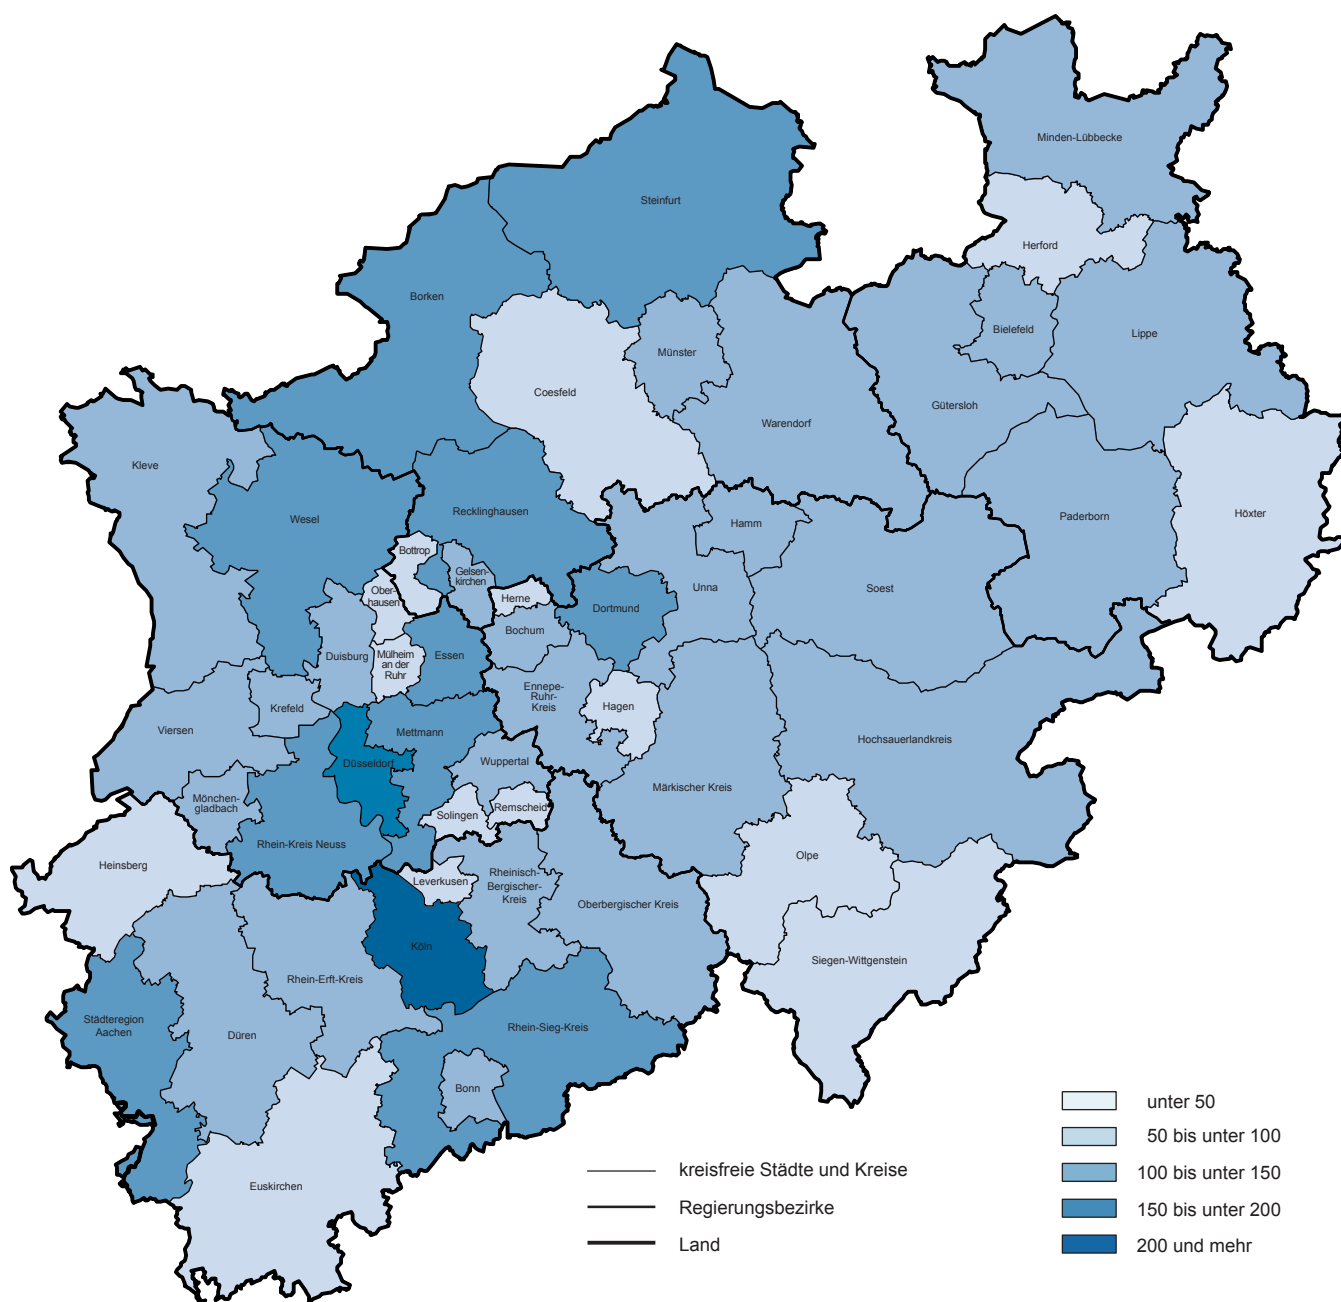 Minden-Lübbecke
Steinfurt
Herford
Borken
Bielefeld
Lippe
Münster
Coesfeld
Gütersloh
Warendorf
Kleve
Recklinghausen
Wesel
Hamm
Paderborn
Höxter
Bottrop
Gelsen-
kirchen
Ober-
hausen
Herne
Dortmund
Unna
Soest
Bochum
Duisburg
Mülheim
an der
Ruhr
Essen
Ennepe-
Ruhr-
Kreis
Hagen
Krefeld
Viersen
Mettmann
Hochsauerlandkreis
Düsseldorf
Wuppertal
Märkischer Kreis
Mönchen-
gladbach
Solingen
Remscheid
Rhein-Kreis Neuss
Heinsberg
Olpe
Leverkusen
Rheinisch-
Bergischer-
Kreis
Oberbergischer Kreis
Köln
Siegen-Wittgenstein
Rhein-Erft-Kreis
Städteregion
Aachen
Düren
Rhein-Sieg-Kreis
Bonn
Euskirchen
kreisfreie Städte und Kreise
Regierungsbezirke
Land
unter 50
50 bis unter 100
100 bis unter 150
150 bis unter 200
200 und mehr